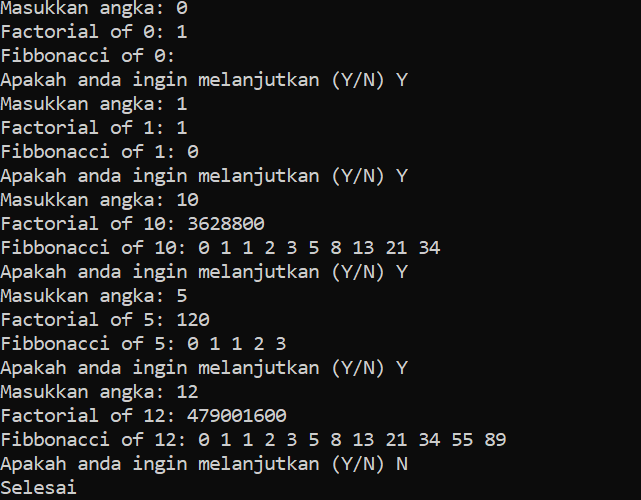 Masukkan angka: 0
Factorial of 0: 1
Fibbonacci of 0:
Apakah anda ingin melanjutkan (Y/N) Y
Masukkan angka: 1
Factorial of 1: 1
Fibbonacci of 1: 0
Apakah anda ingin melanjutkan (Y/N) Y
Masukkan angka: 10
Factorial of 10: 3628800
Fibbonacci of 10: 0 1 1 2 3 5 8 13 21 34
Apakah anda ingin melanjutkan (Y/N) Y
Masukkan angka: 5
Factorial of 5: 120
Fibbonacci of 5: 0 1 1 2 3
Apakah anda ingin melanjutkan (Y/N) Y
Masukkan angka: 12
Factorial of 12: 479001600
Fibbonacci of 12: 0 1 1 2 3 5 8 13 21 34 55 89
Apakah anda ingin melanjutkan (Y/N) N
Selesai